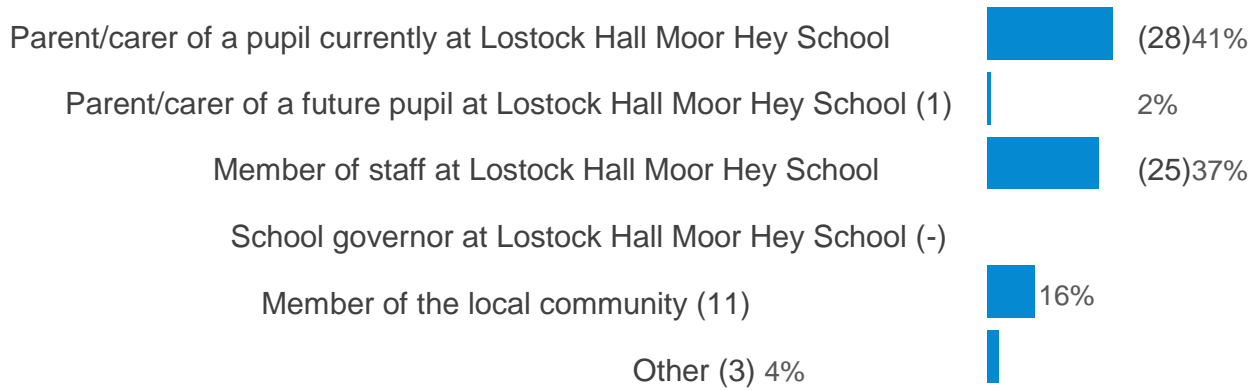 Parent/carer of a pupil currently at Lostock Hall Moor Hey School (28)41%
Parent/carer of a future pupil at Lostock Hall Moor Hey School (1) 2%
Member of staff at Lostock Hall Moor Hey School (25)37%
School governor at Lostock Hall Moor Hey School (-)
Member of the local community (11) 16%
Other (3) 4%